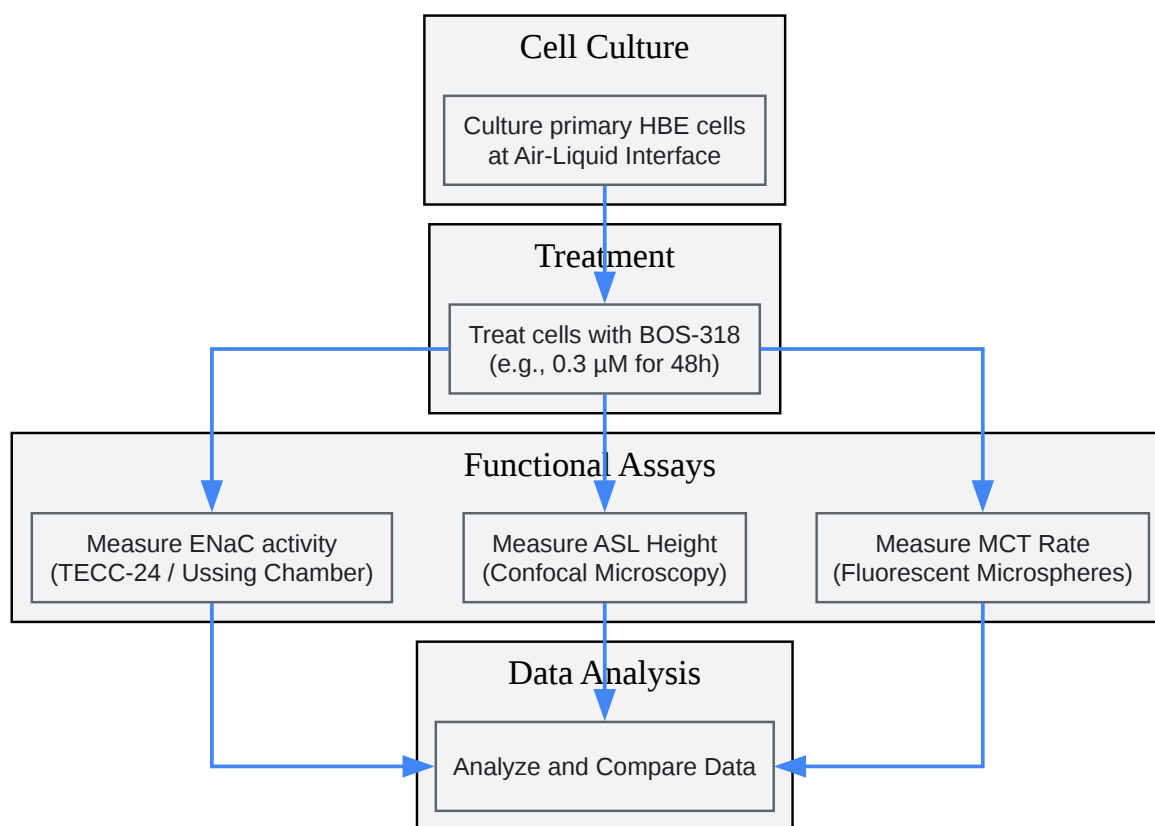 Cell Culture
Culture primary HBE cells
at Air-Liquid Interface
Treatment
Treat cells with BOS-318
(e.g., 0.3 µM for 48h)
Functional Assays
Measure ENaC activity
(TECC-24 / Ussing Chamber)
Measure ASL Height
(Confocal Microscopy)
Measure MCT Rate
(Fluorescent Microspheres)
Data Analysis
Analyze and Compare Data